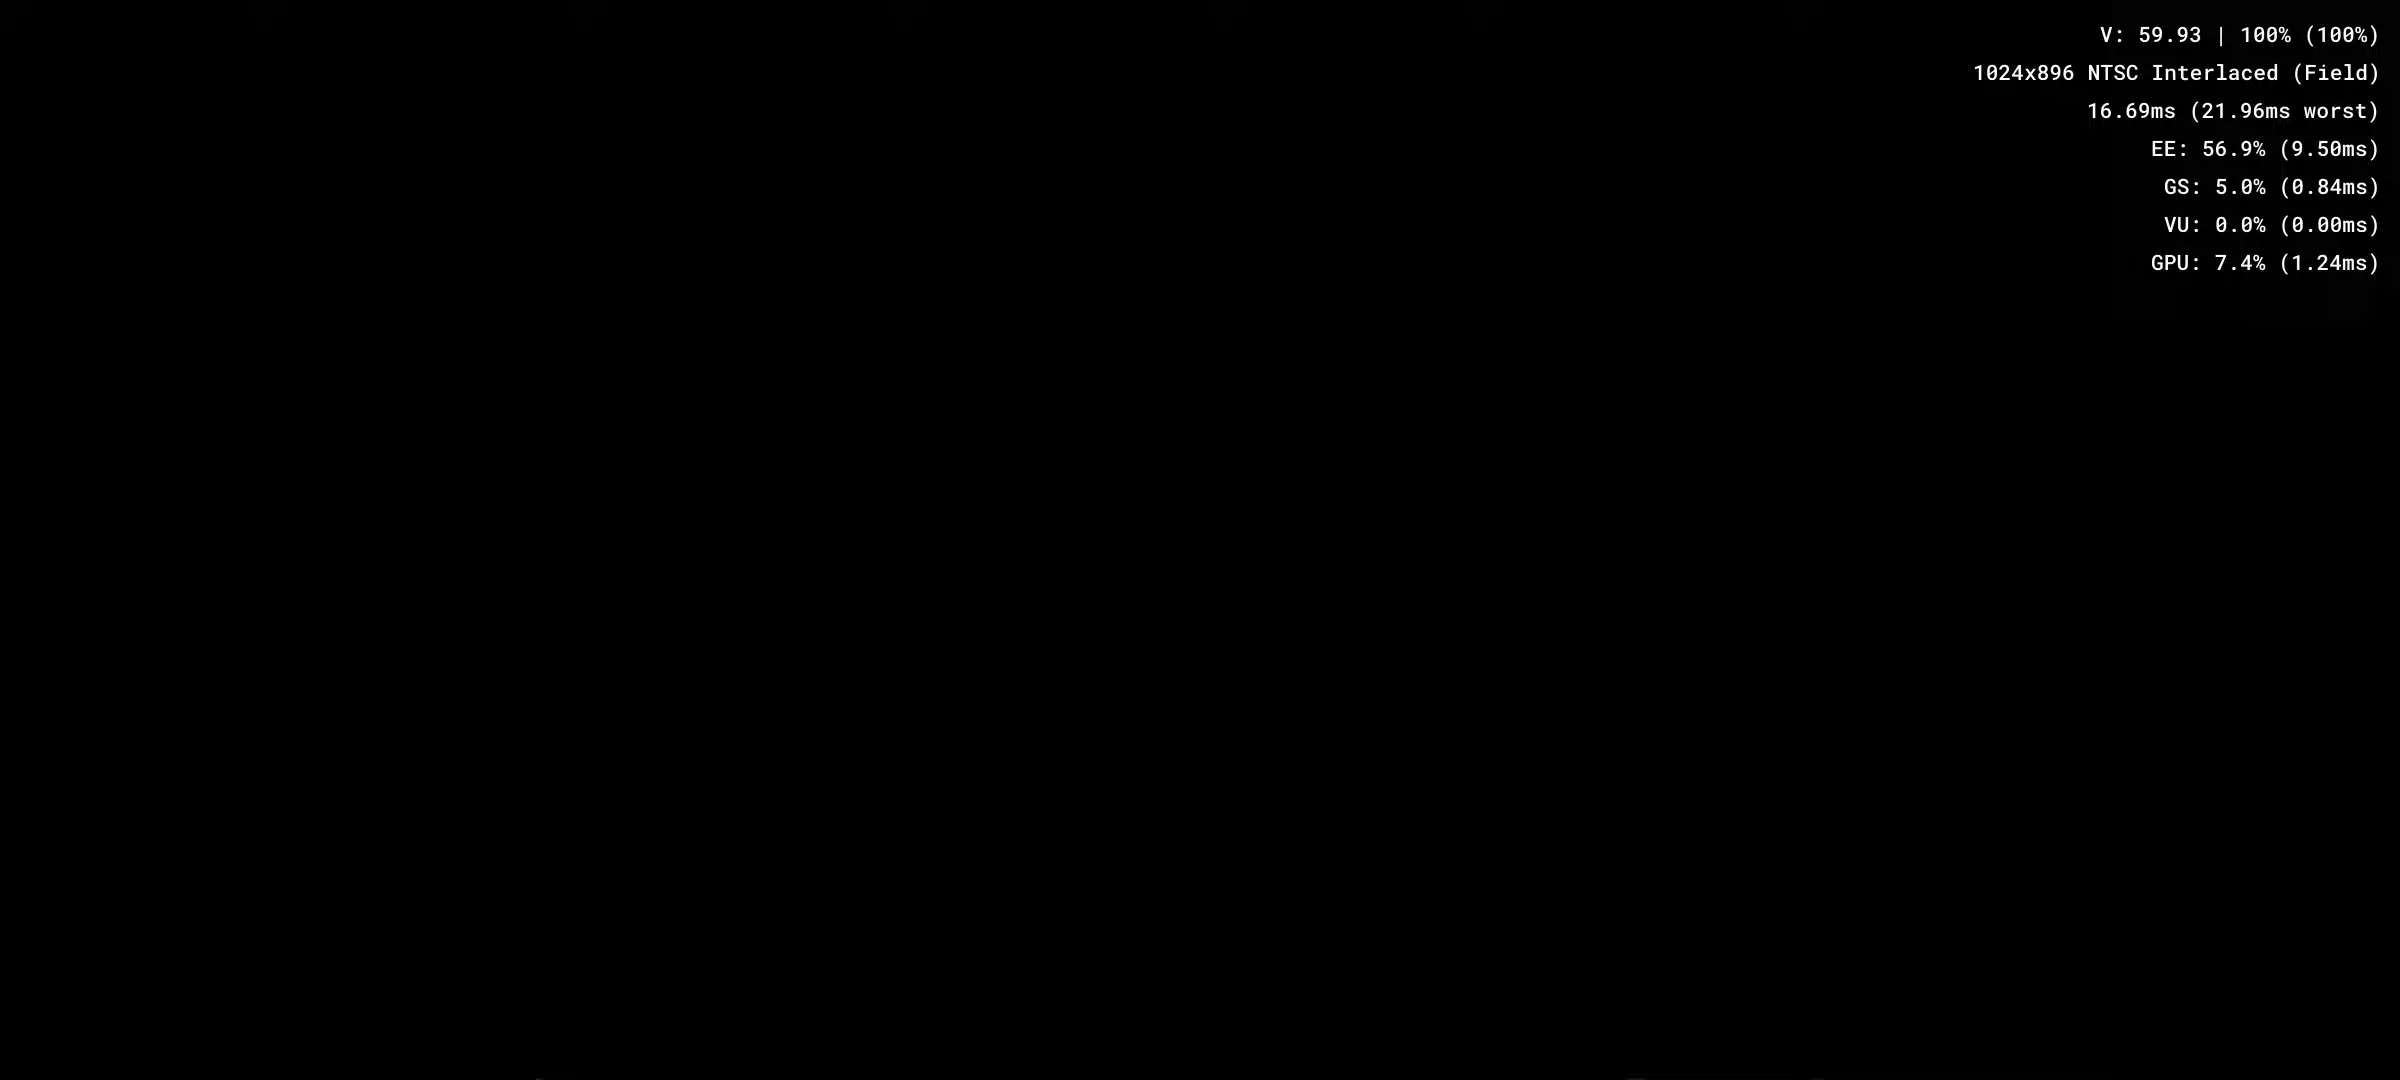 V: 59.93 | 100% (100%)
1024x896 NTSC Interlaced (Field)
16.69ms (21.96ms worst)
EE: 56.9% (9.50ms)
GS: 5.0% (0.84ms)
VU: 0.0% (0.00ms)
GPU: 7.4% (1.24ms)